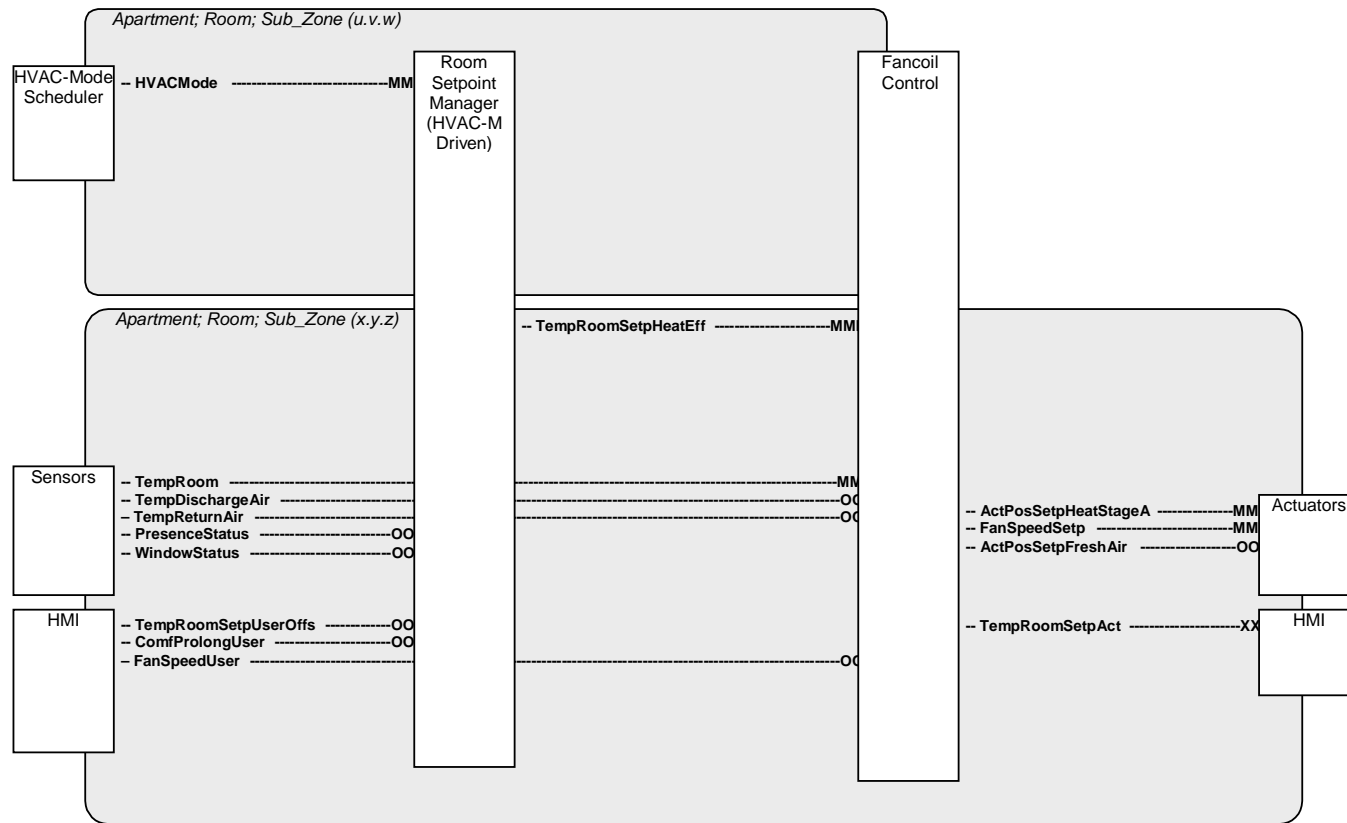 Apartment; Room; Sub_Zone (u.v.w)
HVAC-Mode
Scheduler
-- HVACMode --------------------------------MM
Room
Setpoint
Manager
(HVAC-M
Driven)
Fancoil
Control
Apartment; Room; Sub_Zone (x.y.z)
-- TempRoomSetpHeatEff -----------------------MM
Sensors
-- TempRoom ----------------------------------MM
-- TempDischargeAir ----------------------------------OO
-- TempReturnAir ----------------------------------OO
-- PresenceStatus -----------------------OO
-- WindowStatus ------------------------OO
-- ActPosSetpHeatStageA ----------------MM
-- FanSpeedSetp ---------------------------MM
-- ActPosSetpFreshAir --------------------OO
Actuators
HMI
-- TempRoomSetpUserOffs -----------OO
-- ComfProlongUser --------------------OO
-- FanSpeedUser ----------------------------------OO
-- TempRoomSetpAct ----------------------XX
HMI